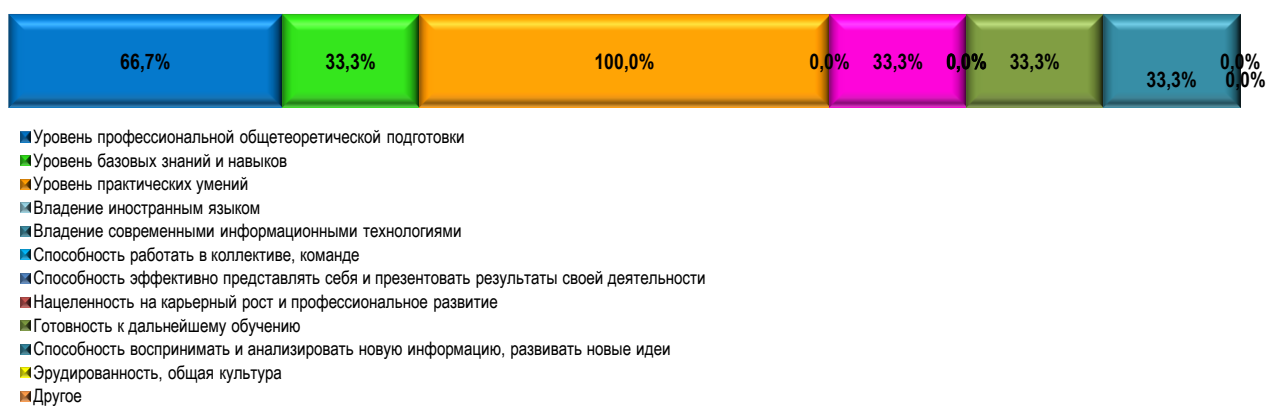 66,7% 33,3% 100,0% 0,0% 33,3% 0,0% 33,3% 0,0%
33,3% 0,0%
Уровень профессиональной общетеоретической подготовки
Уровень базовых знаний и навыков
Уровень практических умений
Владение иностранным языком
Владение современными информационными технологиями
Способность работать в коллективе, команде
Способность эффективно представлять себя и презентовать результаты своей деятельности
Нацеленность на карьерный рост и профессиональное развитие
Готовность к дальнейшему обучению
Способность воспринимать и анализировать новую информацию, развивать новые идеи
Эрудированность, общая культура
Другое